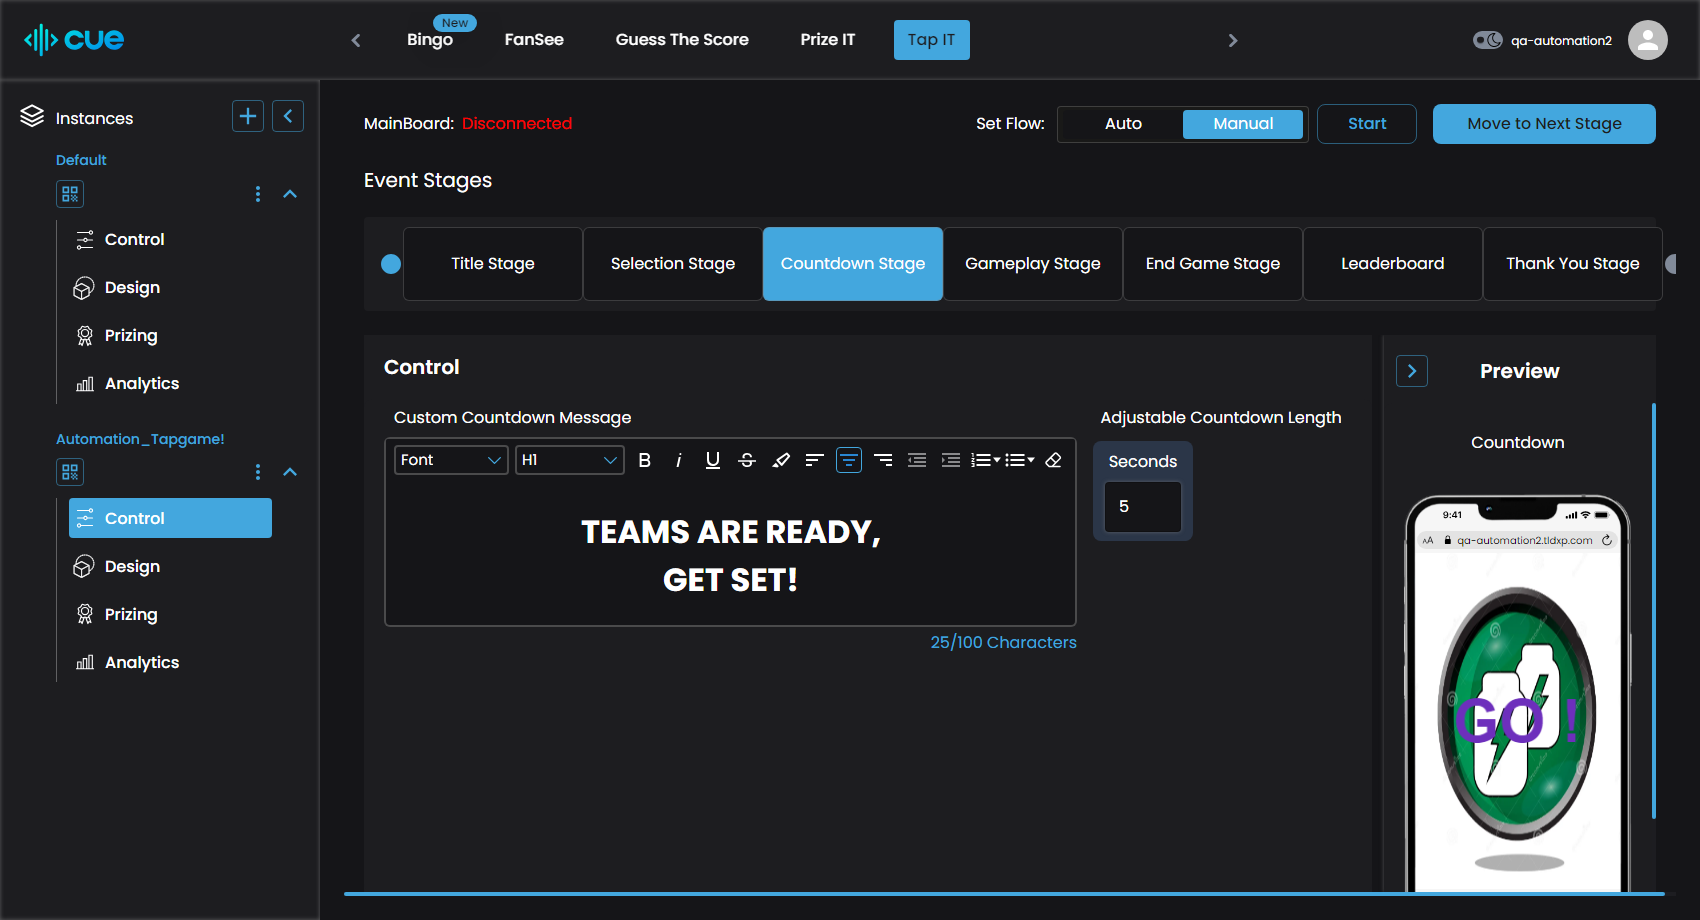 cue
New
Bingo
FanSee
Guess The Score
Prize IT
Tap IT
qa-automation2
Instances
Default
Control
Design
Prizing
Analytics
Automation_Tapgame!
Control
Design
Prizing
Analytics
MainBoard: Disconnected
Set Flow:
Auto
Manual
Start
Move to Next Stage
Event Stages
Title Stage
Selection Stage
Countdown Stage
Gameplay Stage
End Game Stage
Leaderboard
Thank You Stage
Control
Custom Countdown Message
Font
H1
B
i
U
S
TEAMS ARE READY,
GET SET!
25/100 Characters
Adjustable Countdown Length
Seconds
5
Preview
Countdown
9:41
AA
qa-automation2.tldxp.com
GO !